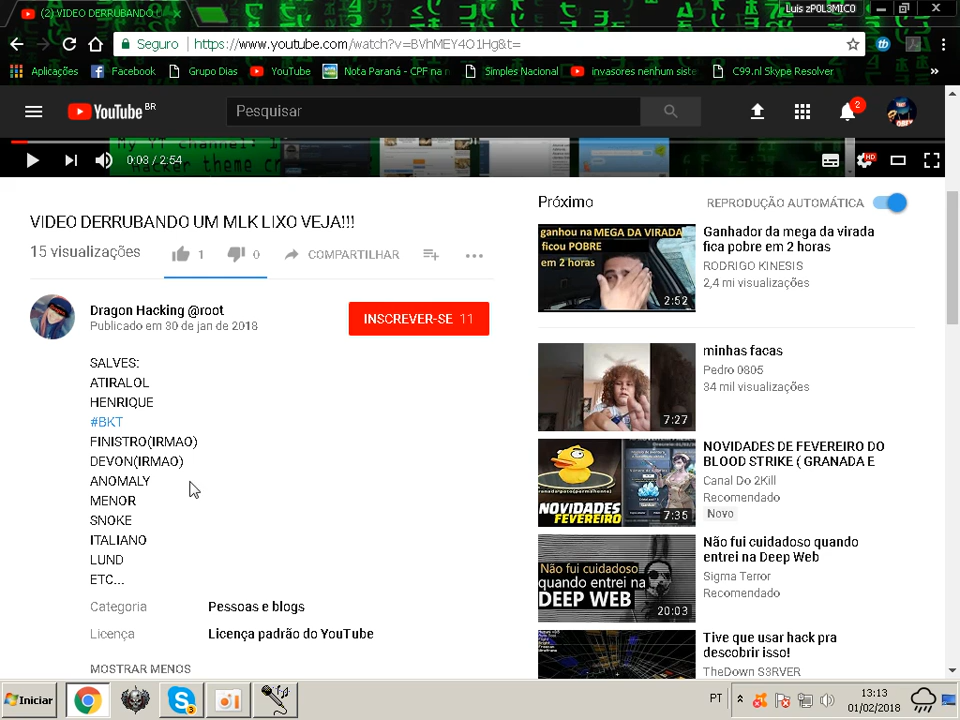 (2) VIDEO DERRUBANDO
Luis zP0L3MIC0
Seguro
https://www.youtube.com/watch?v=BVhMEY4O1Hg&t=
Aplicações
Facebook
Grupo Dias
YouTube
Nota Paraná - CPF na n
Simples Nacional
invasores nenhum siste
C99.nl Skype Resolver
YouTube BR
Pesquisar
2
0:03 / 2:54
HD
VIDEO DERRUBANDO UM MLK LIXO VEJA!!!
15 visualizações
1
0
COMPARTILHAR
Dragon Hacking @root
Publicado em 30 de jan de 2018
INSCREVER-SE 11
SALVES:
ATIRALOL
HENRIQUE
#BKT
FINISTRO(IRMAO)
DEVON(IRMAO)
ANOMALY
MENOR
SNOKE
ITALIANO
LUND
ETC...
Categoria
Pessoas e blogs
Licença
Licença padrão do YouTube
MOSTRAR MENOS
Próximo
REPRODUÇÃO AUTOMÁTICA
ganhou na MEGA DA VIRADA
ficou POBRE
em 2 horas
2:52
Ganhador da mega da virada
fica pobre em 2 horas
RODRIGO KINESIS
2,4 mi visualizações
7:27
minhas facas
Pedro 0805
34 mil visualizações
NOVIDADES
FEVEREIRO
7:35
NOVIDADES DE FEVEREIRO DO
BLOOD STRIKE ( GRANADA E
Canal Do 2Kill
Recomendado
Novo
Não fui cuidadoso
quando entrei na
DEEP WEB
20:03
Não fui cuidadoso quando
entrei na Deep Web
Sigma Terror
Recomendado
Tive que usar hack pra
descobrir isso!
TheDown S3RVER
Iniciar
3
PT
13:13
01/02/2018